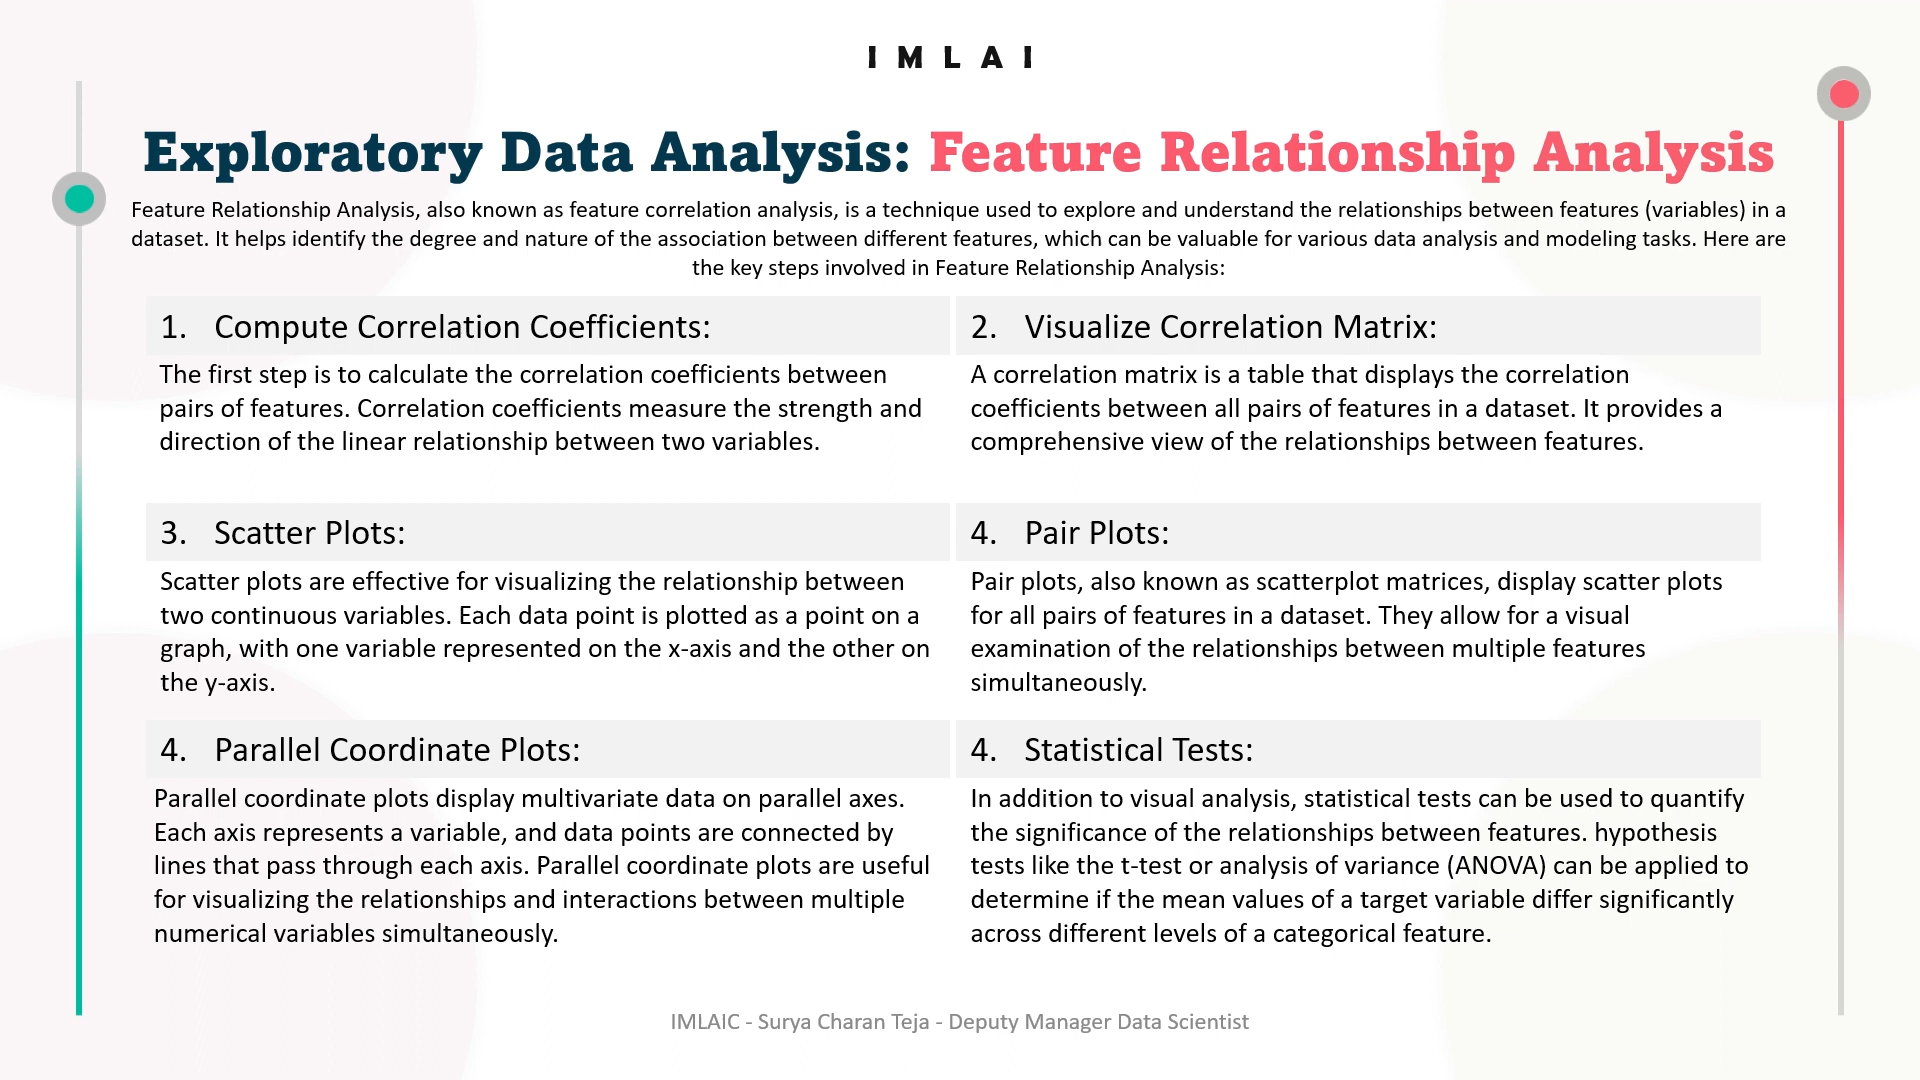 I M L A I
Exploratory Data Analysis: Feature Relationship Analysis
Feature Relationship Analysis, also known as feature correlation analysis, is a technique used to explore and understand the relationships between features (variables) in a
dataset. It helps identify the degree and nature of the association between different features, which can be valuable for various data analysis and modeling tasks. Here are
the key steps involved in Feature Relationship Analysis:
1. Compute Correlation Coefficients:
The first step is to calculate the correlation coefficients between
pairs of features. Correlation coefficients measure the strength and
direction of the linear relationship between two variables.
2. Visualize Correlation Matrix:
A correlation matrix is a table that displays the correlation
coefficients between all pairs of features in a dataset. It provides a
comprehensive view of the relationships between features.
3. Scatter Plots:
Scatter plots are effective for visualizing the relationship between
two continuous variables. Each data point is plotted as a point on a
graph, with one variable represented on the x-axis and the other on
the y-axis.
4. Pair Plots:
Pair plots, also known as scatterplot matrices, display scatter plots
for all pairs of features in a dataset. They allow for a visual
examination of the relationships between multiple features
simultaneously.
4. Parallel Coordinate Plots:
Parallel coordinate plots display multivariate data on parallel axes.
Each axis represents a variable, and data points are connected by
lines that pass through each axis. Parallel coordinate plots are useful
for visualizing the relationships and interactions between multiple
numerical variables simultaneously.
4. Statistical Tests:
In addition to visual analysis, statistical tests can be used to quantify
the significance of the relationships between features. hypothesis
tests like the t-test or analysis of variance (ANOVA) can be applied to
determine if the mean values of a target variable differ significantly
across different levels of a categorical feature.
IMLAIC - Surya Charan Teja - Deputy Manager Data Scientist